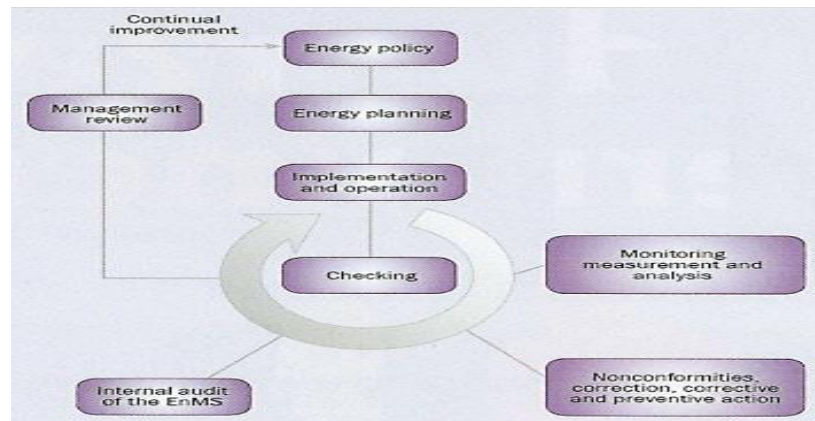 Continual
improvement
Energy policy
Management
review
Energy planning
Implementation
and operation
Checking
Monitoring
measurement and
analysis
Internal audit
of the EnMS
Nonconformities,
correction, corrective
and preventive action